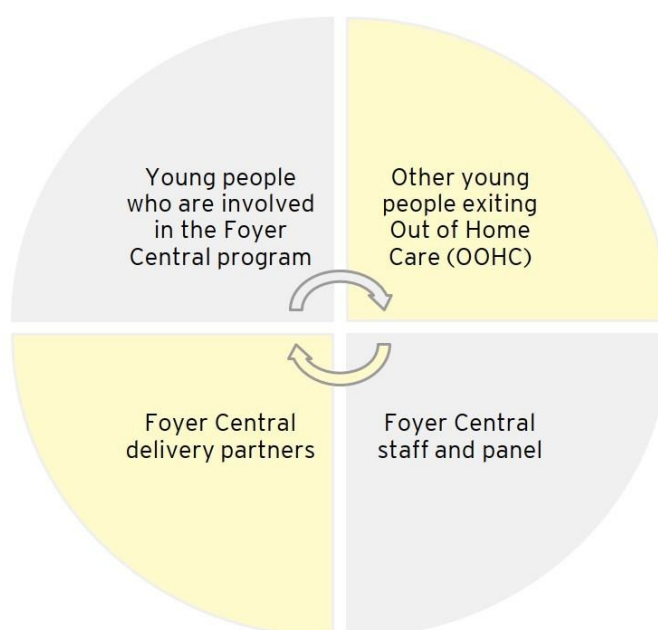 Young people
who are involved
in the Foyer
Central program
Other young
people exiting
Out of Home
Care (OOHC)
Foyer Central
delivery partners
Foyer Central
staff and panel